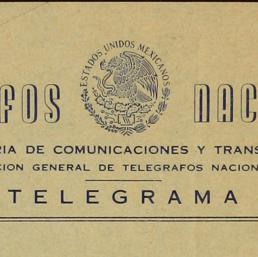 ESTADOS UNIDOS MEXICANOS
FOS NAC
RIA DE COMUNICACIONES Y TRANS
CION GENERAL DE TELEGRAFOS NACION
TELEGRAMA